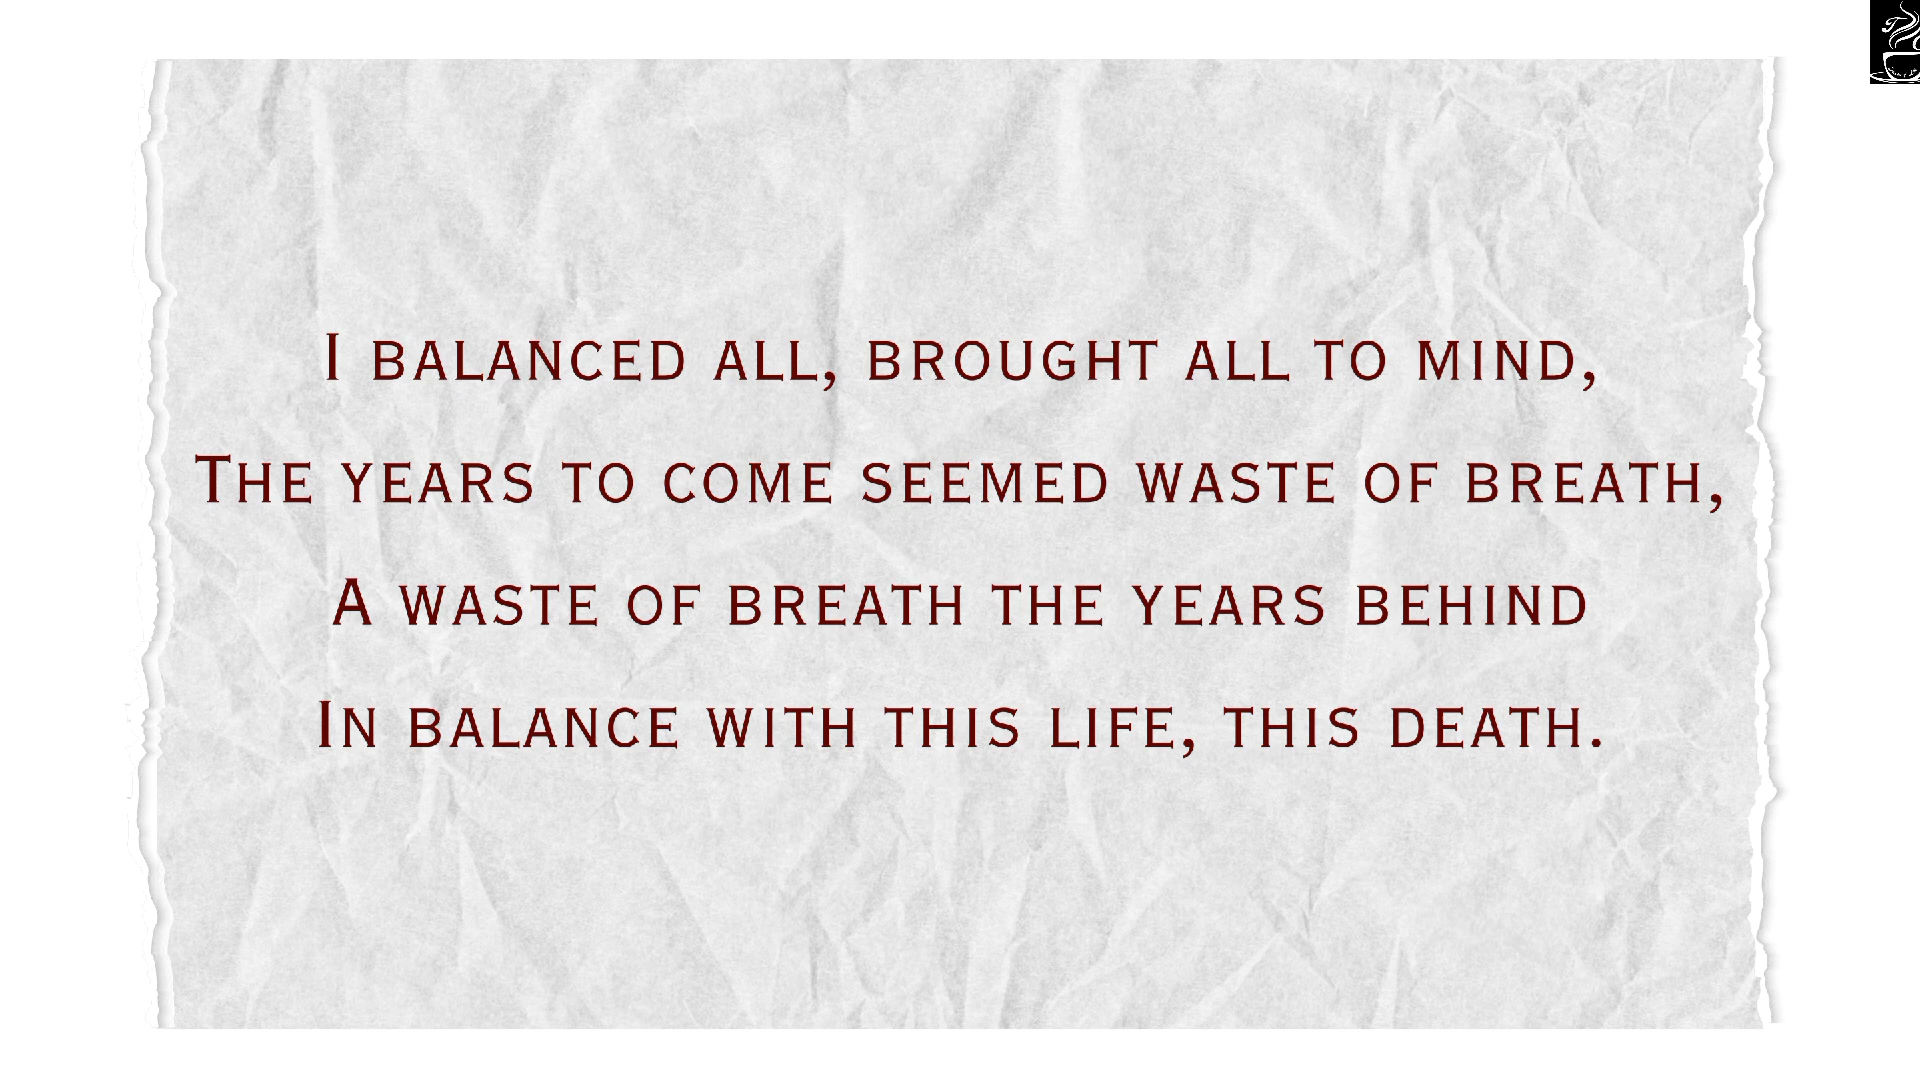 I BALANCED ALL, BROUGHT ALL TO MIND,
THE YEARS TO COME SEEMED WASTE OF BREATH,
A WASTE OF BREATH THE YEARS BEHIND
IN BALANCE WITH THIS LIFE, THIS DEATH.